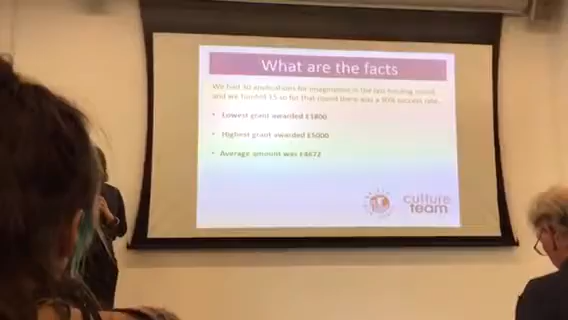 What are the facts
We had 30 applications for Imagination in the last funding round
and we funded 15 so for that round there was a 50% success rate.
• Lowest grant awarded £1800
• Highest grant awarded £5000
• Average amount was £4672
culture
team